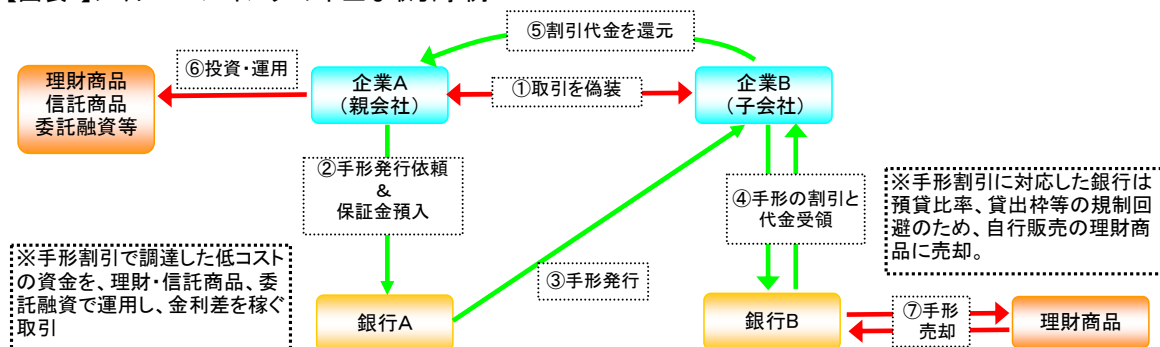 ⑤割引代金を還元
理財商品
信託商品
委託融資等
⑥投資・運用
企業A
（親会社）
①取引を偽装
企業B
（子会社）
②手形発行依頼
&
保証金預入
④手形の割引と
代金受領
※手形割引に対応した銀行は
預貸比率、貸出枠等の規制回
避のため、自行販売の理財商
品に売却。
※手形割引で調達した低コスト
の資金を、理財・信託商品、委
託融資で運用し、金利差を稼ぐ
取引
③手形発行
銀行A
銀行B
⑦手形
売却
理財商品